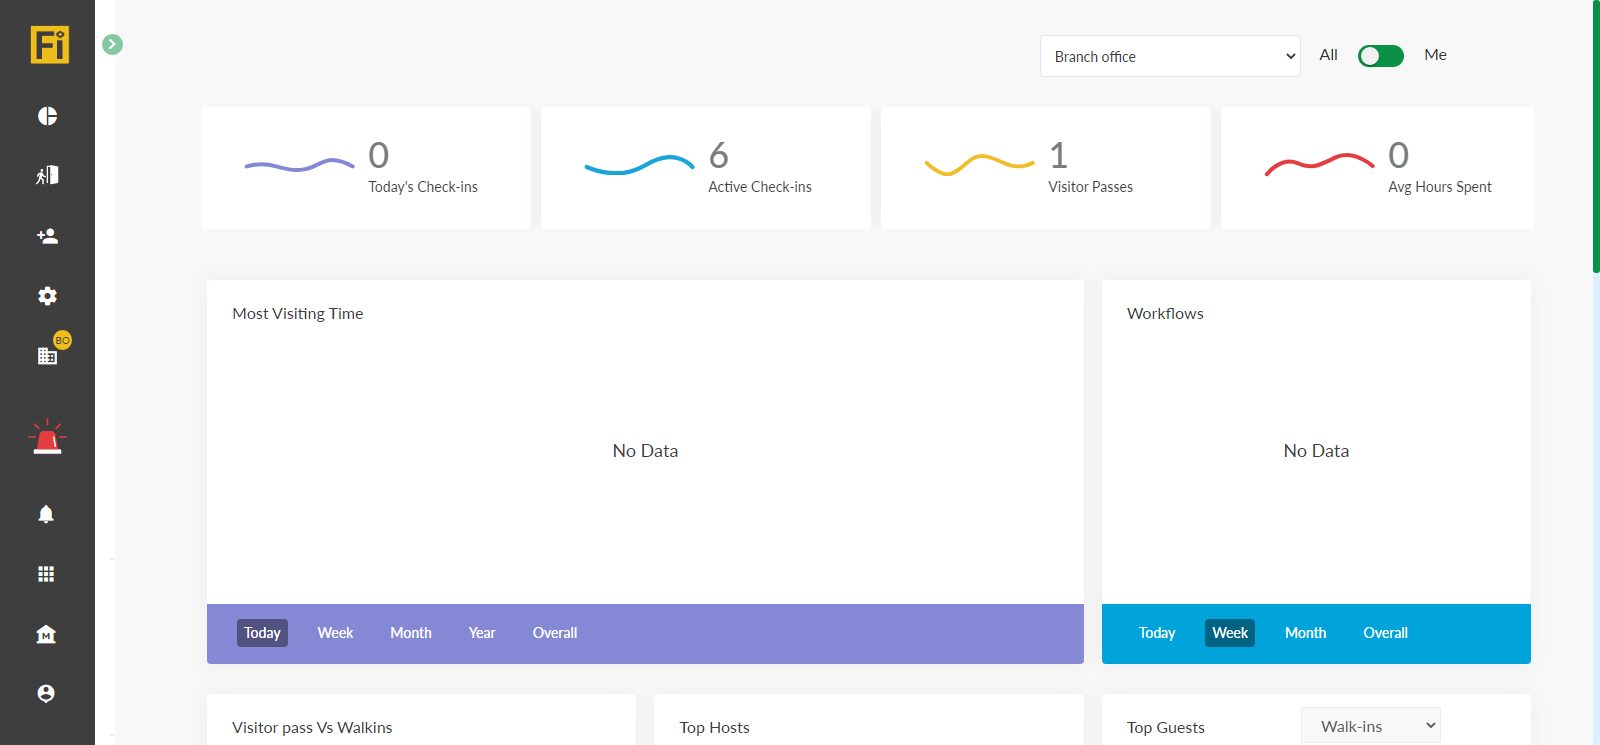 Fi
Branch office
All
Me
0
Today's Check-ins
6
Active Check-ins
1
Visitor Passes
0
Avg Hours Spent
BO
Most Visiting Time
Workflows
No Data
No Data
M
Today Week Month Year Overall
Today Week Month Overall
Visitor pass Vs Walkins
Top Hosts
Top Guests
Walk-ins